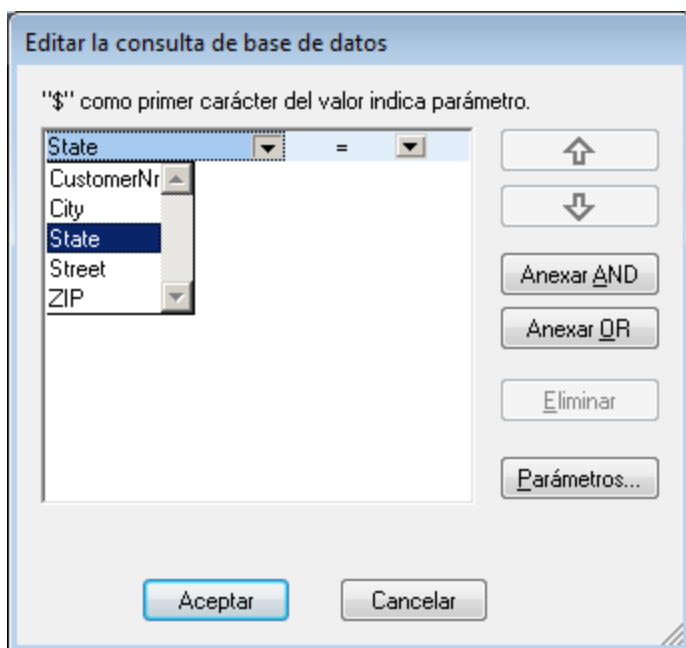 Editar la consulta de base de datos
"$" como primer carácter del valor indica parámetro.
State =
CustomerNr
City
State
Street
ZIP
Anexar AND
Anexar OR
Eliminar
Parámetros...
Aceptar Cancelar